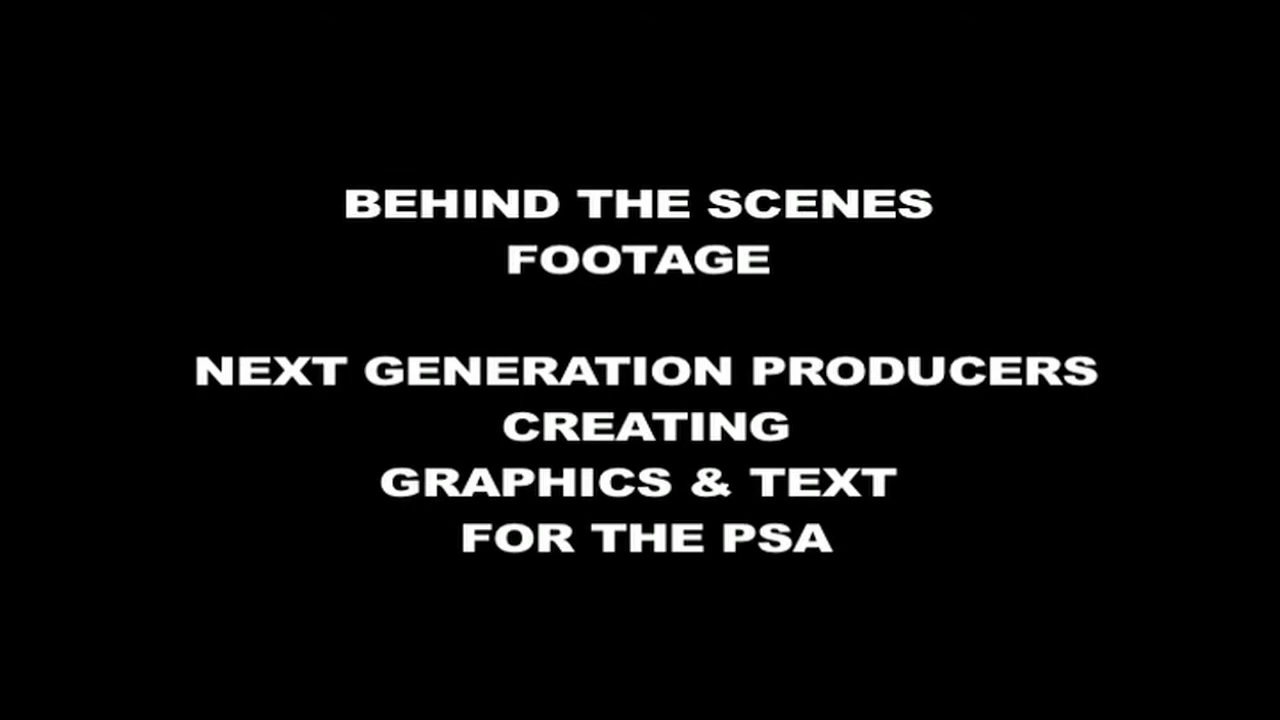 BEHIND THE SCENES
FOOTAGE
NEXT GENERATION PRODUCERS
CREATING
GRAPHICS & TEXT
FOR THE PSA